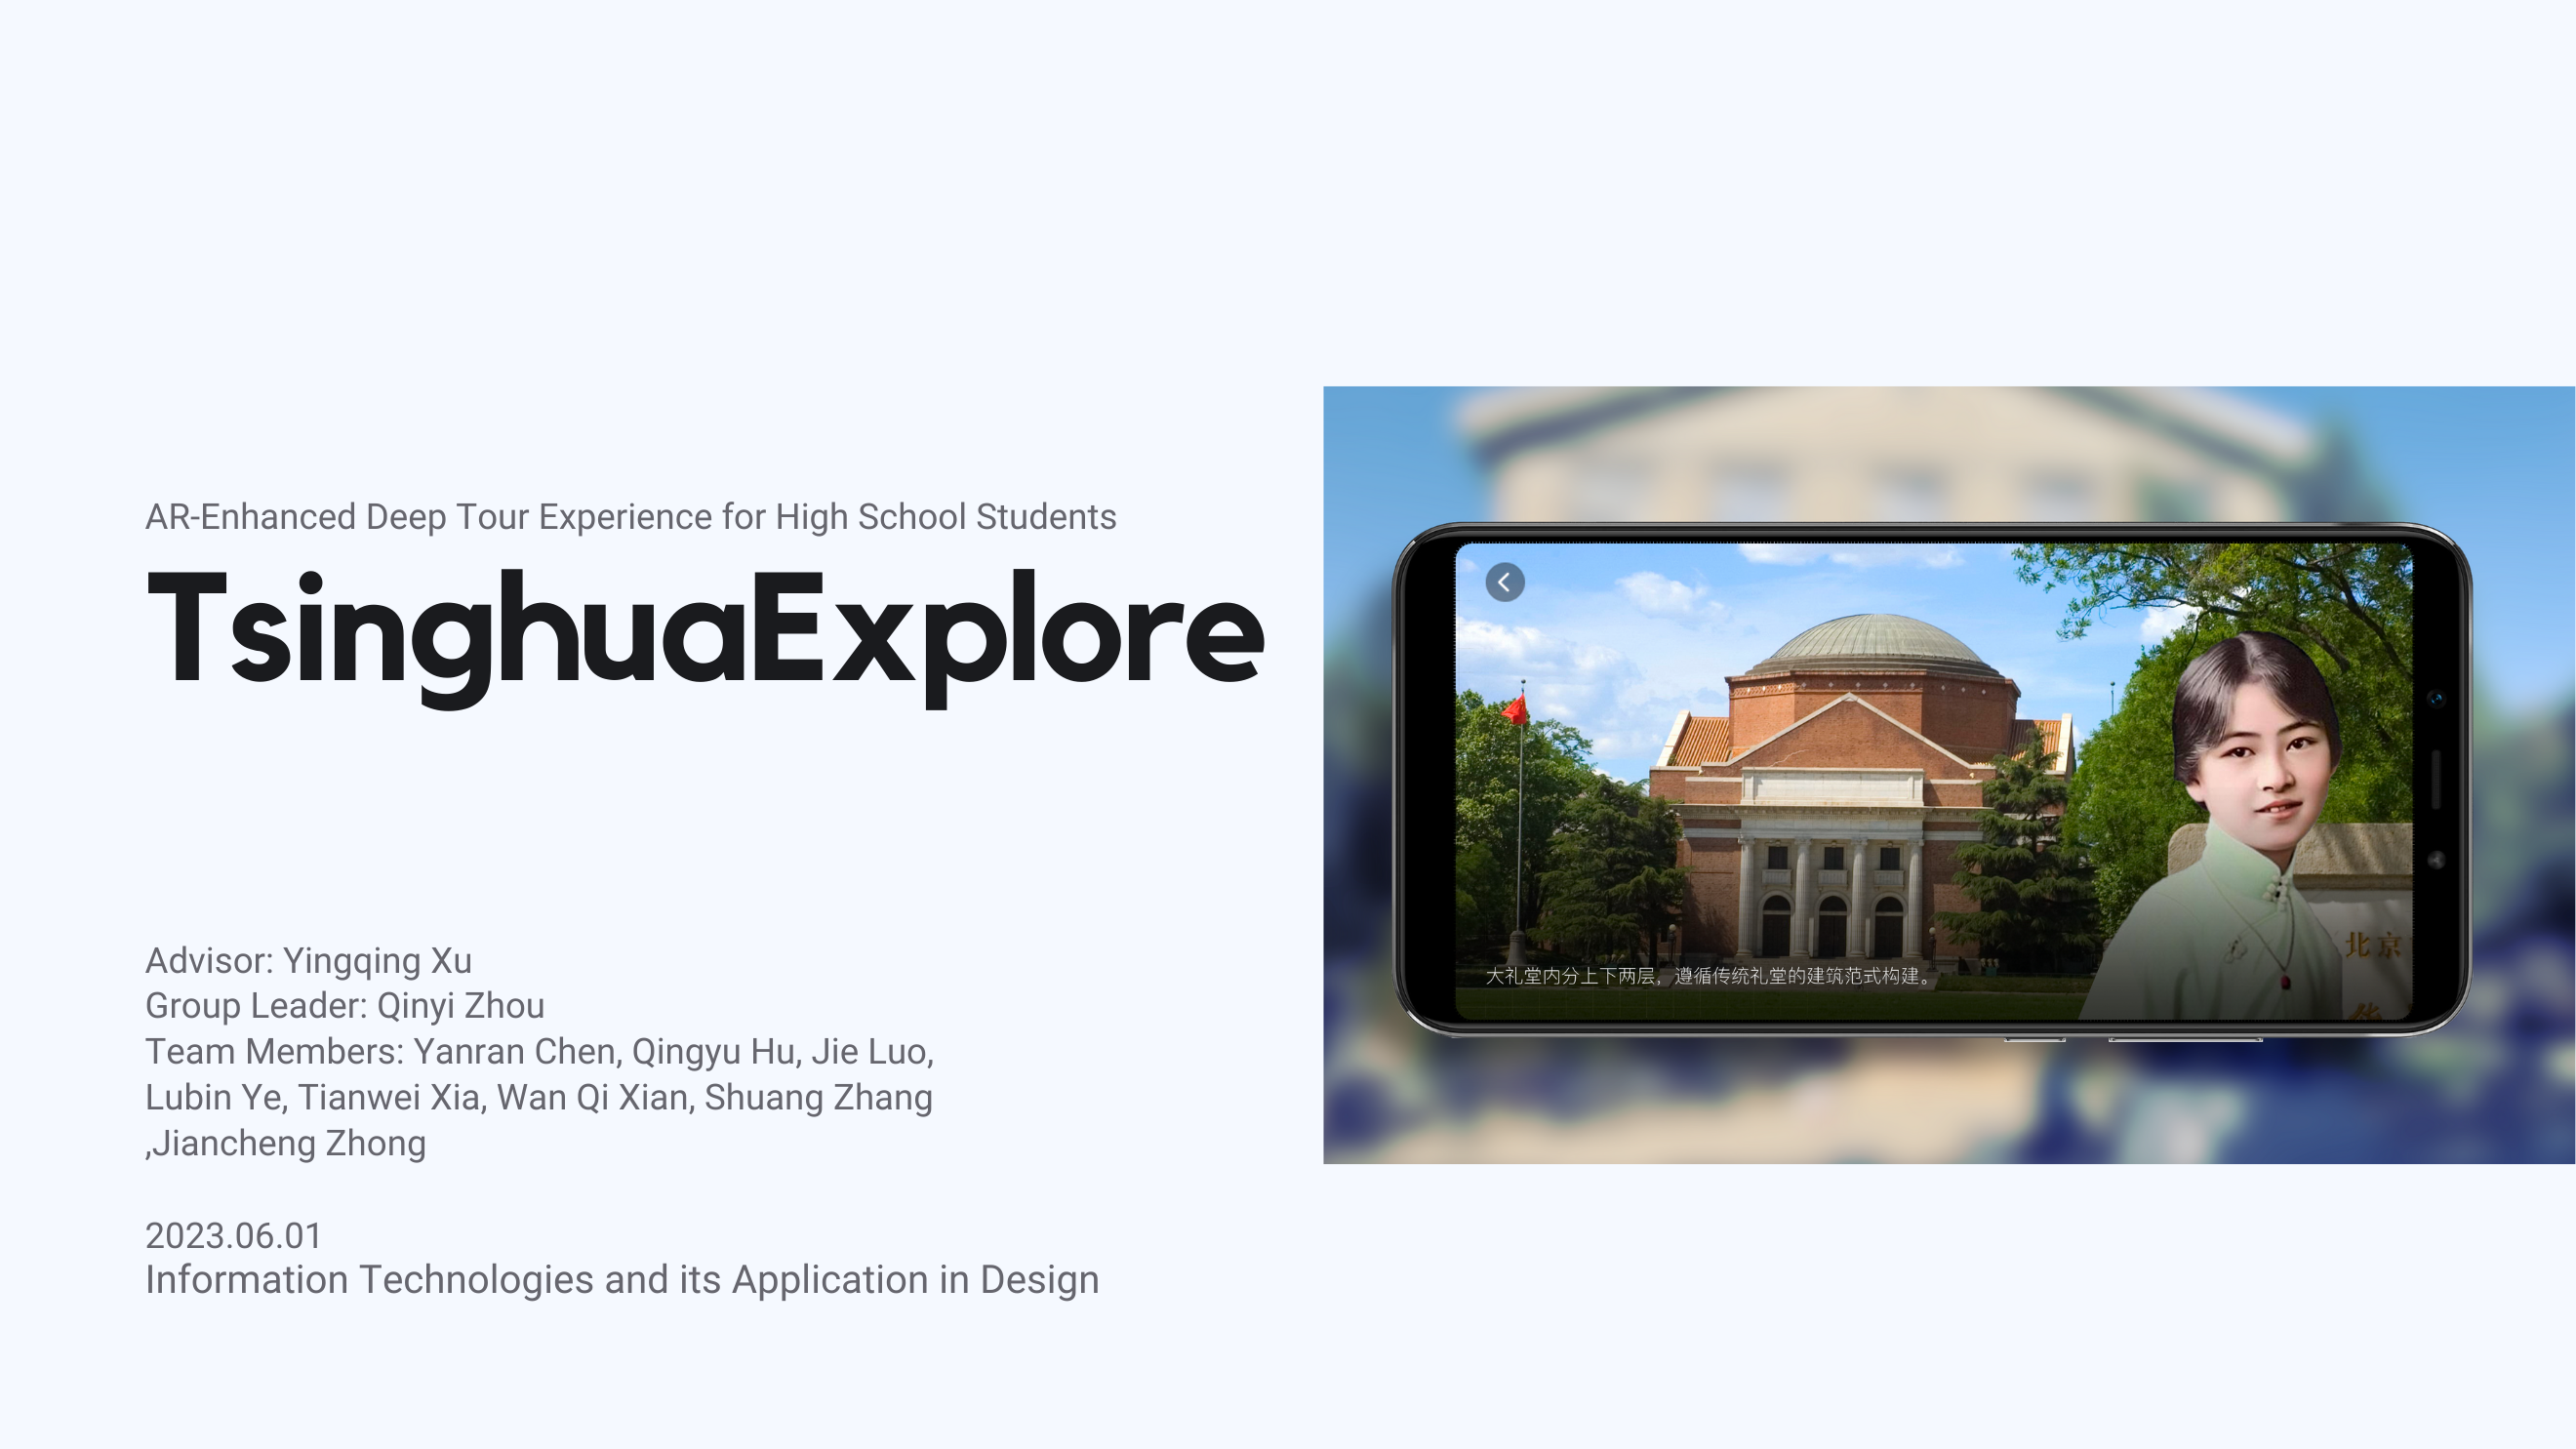 AR-Enhanced Deep Tour Experience for High School Students
TsinghuaExplore
Advisor: Yingqing Xu
Group Leader: Qinyi Zhou
Team Members: Yanran Chen, Qingyu Hu, Jie Luo,
Lubin Ye, Tianwei Xia, Wan Qi Xian, Shuang Zhang
,Jiancheng Zhong
2023.06.01
Information Technologies and its Application in Design
大礼堂内分上下两层，遵循传统礼堂的建筑范式构建。
北京